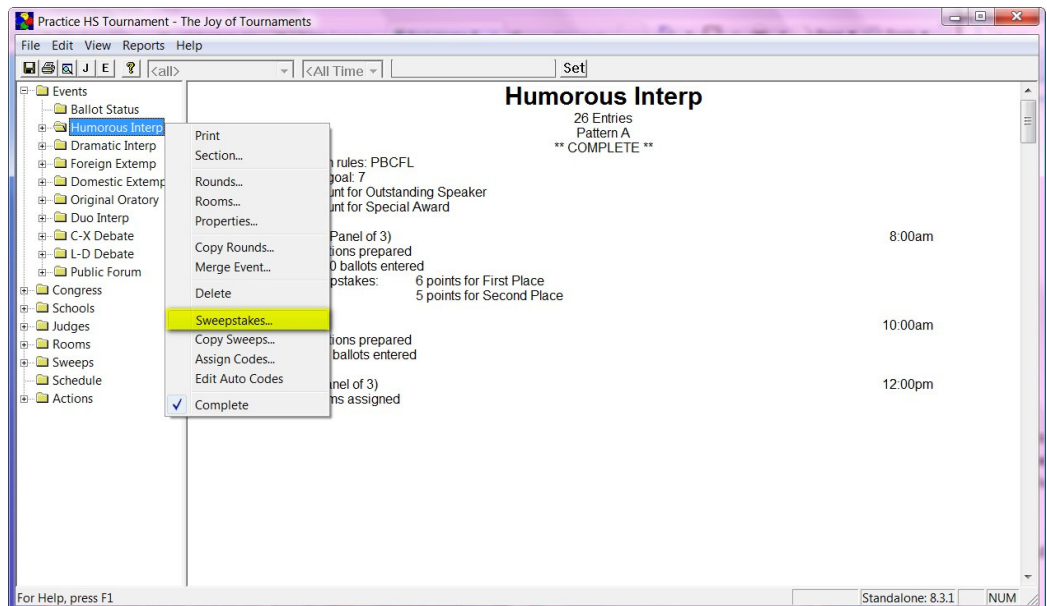 Practice HS Tournament - The Joy of Tournaments
File Edit View Reports Help
J E ? <all> <All Time Set
Events
Ballot Status
Humorous Interp
Dramatic Interp
Foreign Extemp
Domestic Extemp
Original Oratory
Duo Interp
C-X Debate
L-D Debate
Public Forum
Congress
Schools
Judges
Rooms
Sweeps
Schedule
Actions
Print
Section...
Rounds...
Rooms...
Properties...
Copy Rounds...
Merge Event...
Delete
Sweepstakes...
Copy Sweeps...
Assign Codes...
Edit Auto Codes
Complete
Humorous Interp
26 Entries
Pattern A
** COMPLETE **
rules: PBCFL
goal: 7
unt for Outstanding Speaker
unt for Special Award
Panel of 3) 8:00am
ions prepared
0 ballots entered
pstakes: 6 points for First Place
5 points for Second Place
10:00am
ions prepared
ballots entered
nel of 3) 12:00pm
ms assigned
For Help, press F1 Standalone: 8.3.1 NUM